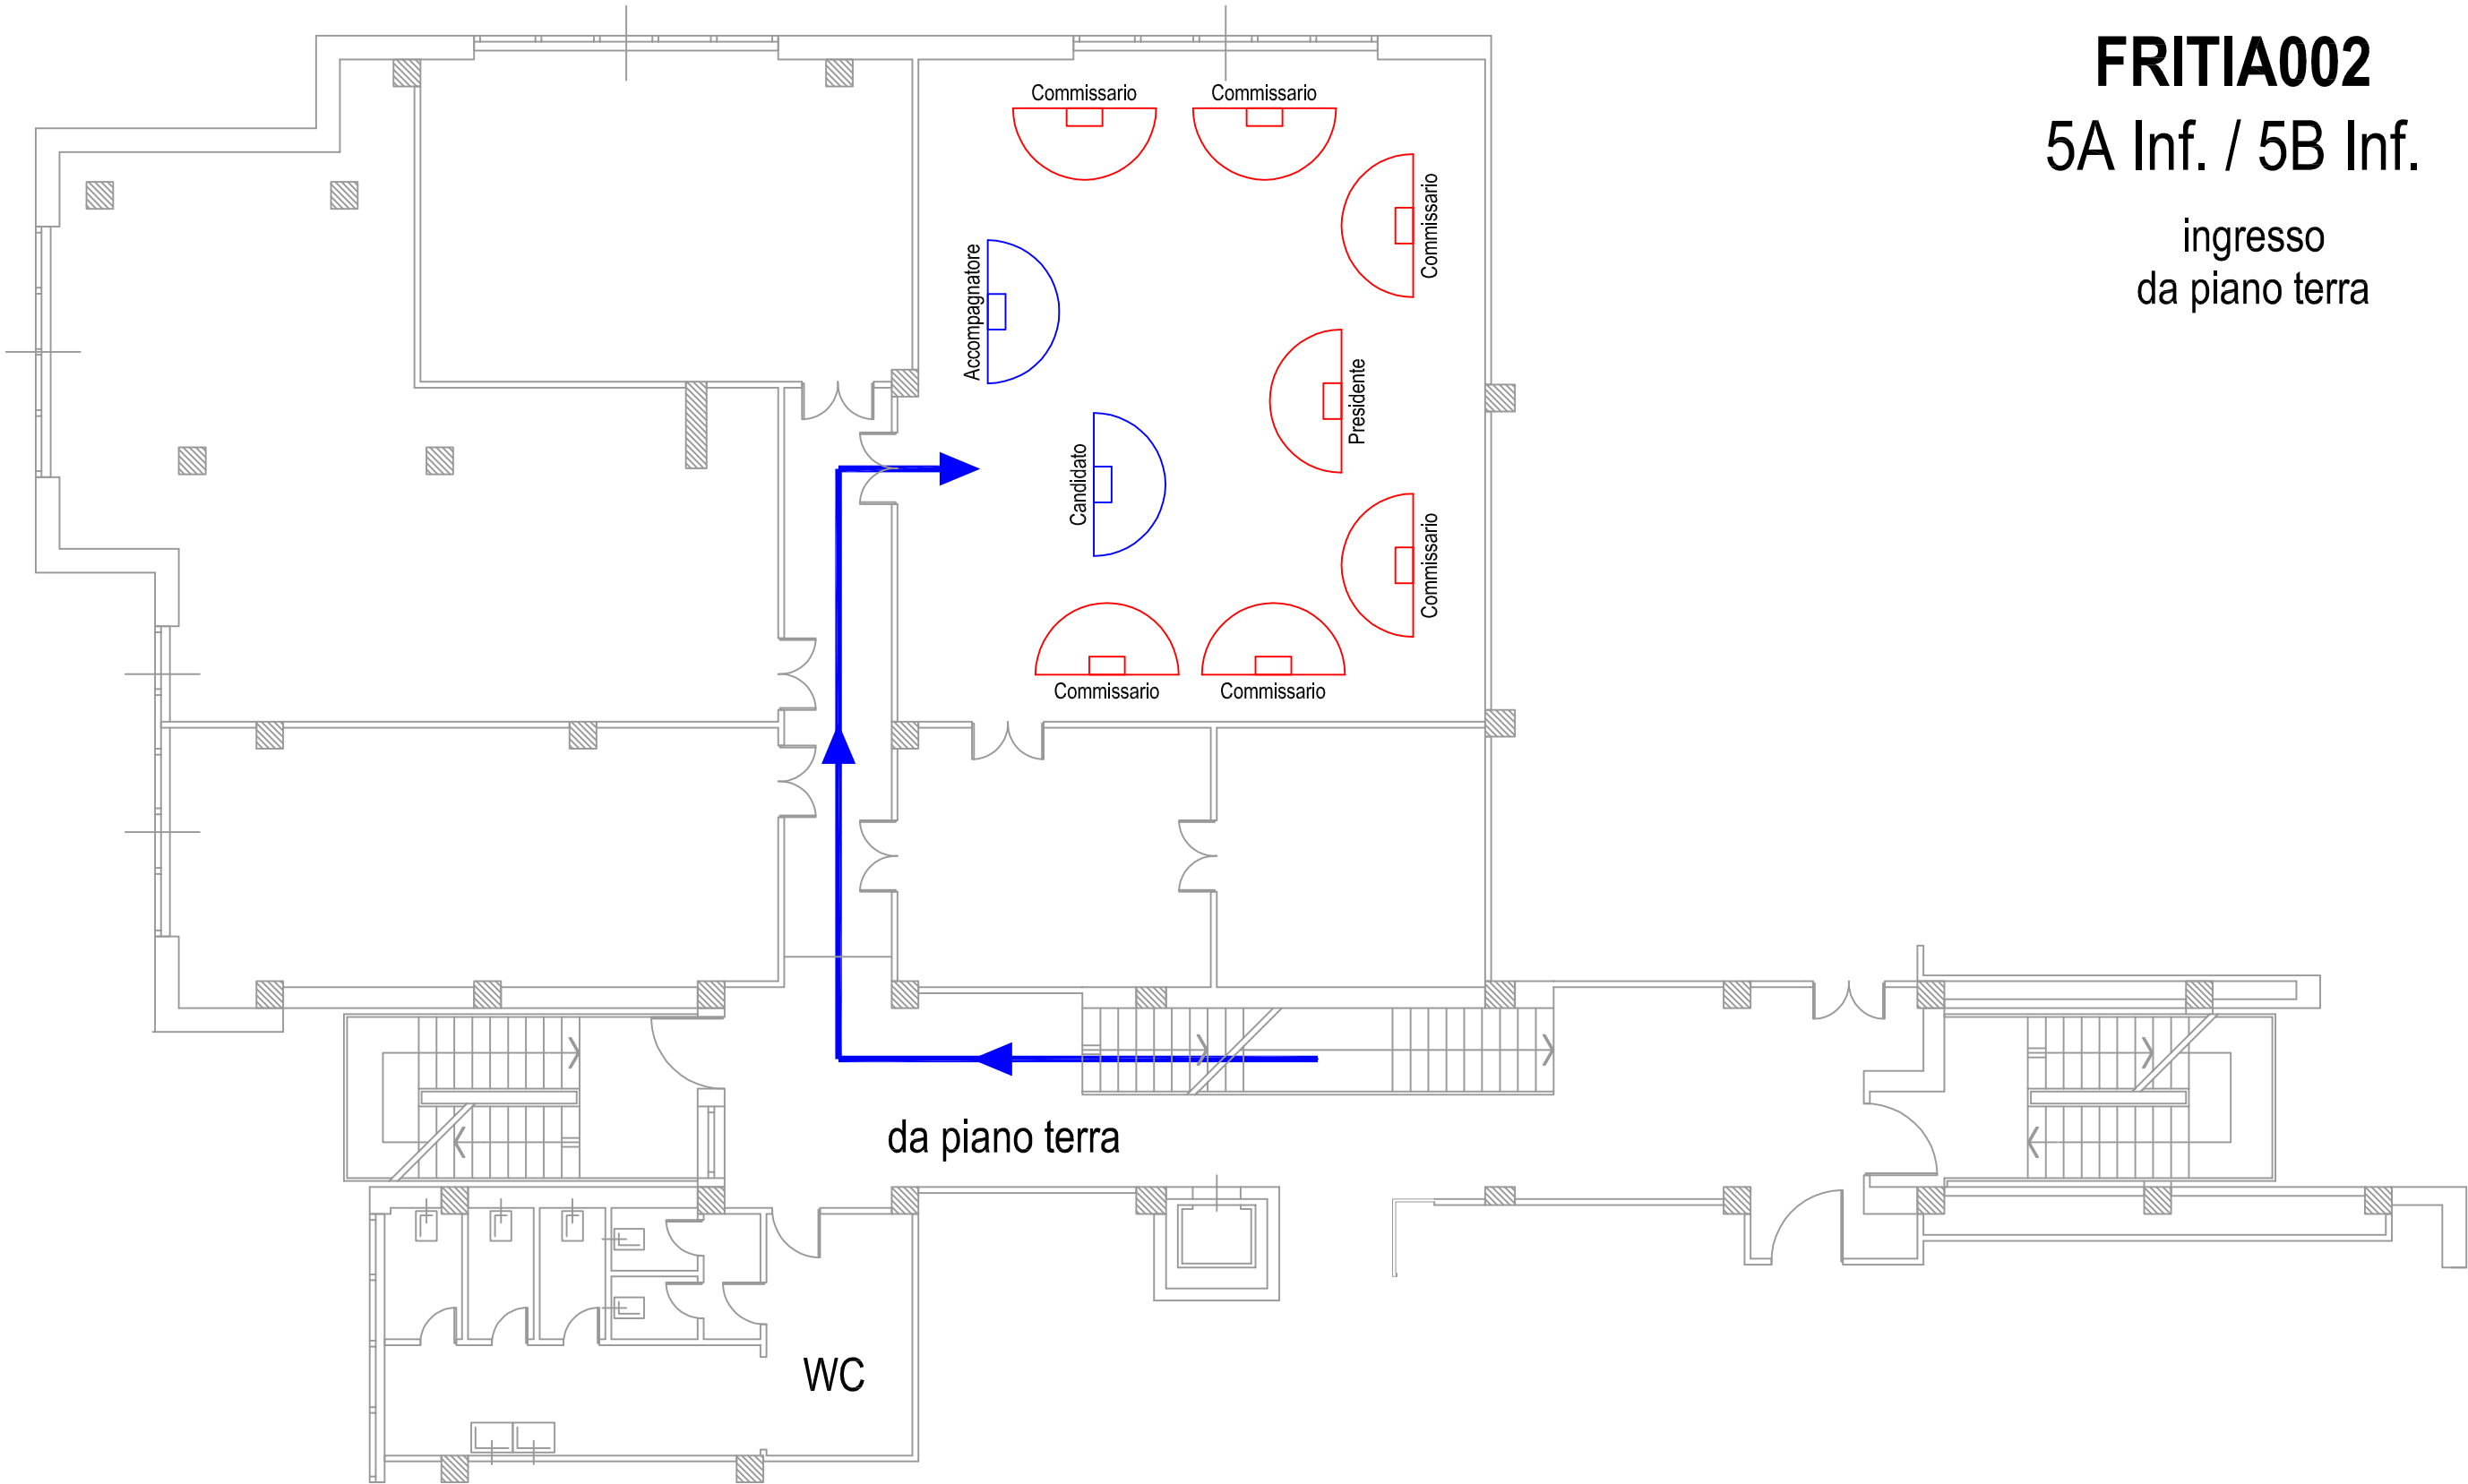 FRITIA002
5A Inf. / 5B Inf.
ingresso
da piano terra
Commissario
Commissario
Commissario
Accompagnatore
Presidente
Candidato
Commissario
Commissario
Commissario
da piano terra
WC